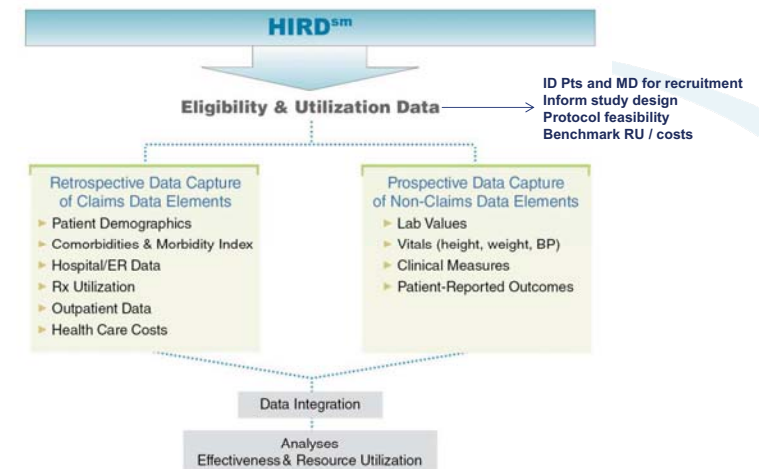 HIRDsm
Eligibility & Utilization Data
ID Pts and MD for recruitment
Inform study design
Protocol feasibility
Benchmark RU / costs
Retrospective Data Capture
of Claims Data Elements
Patient Demographics
Comorbidities & Morbidity Index
Hospital/ER Data
Rx Utilization
Outpatient Data
Health Care Costs
Prospective Data Capture
of Non-Claims Data Elements
Lab Values
Vitals (height, weight, BP)
Clinical Measures
Patient-Reported Outcomes
Data Integration
Analyses
Effectiveness & Resource Utilization